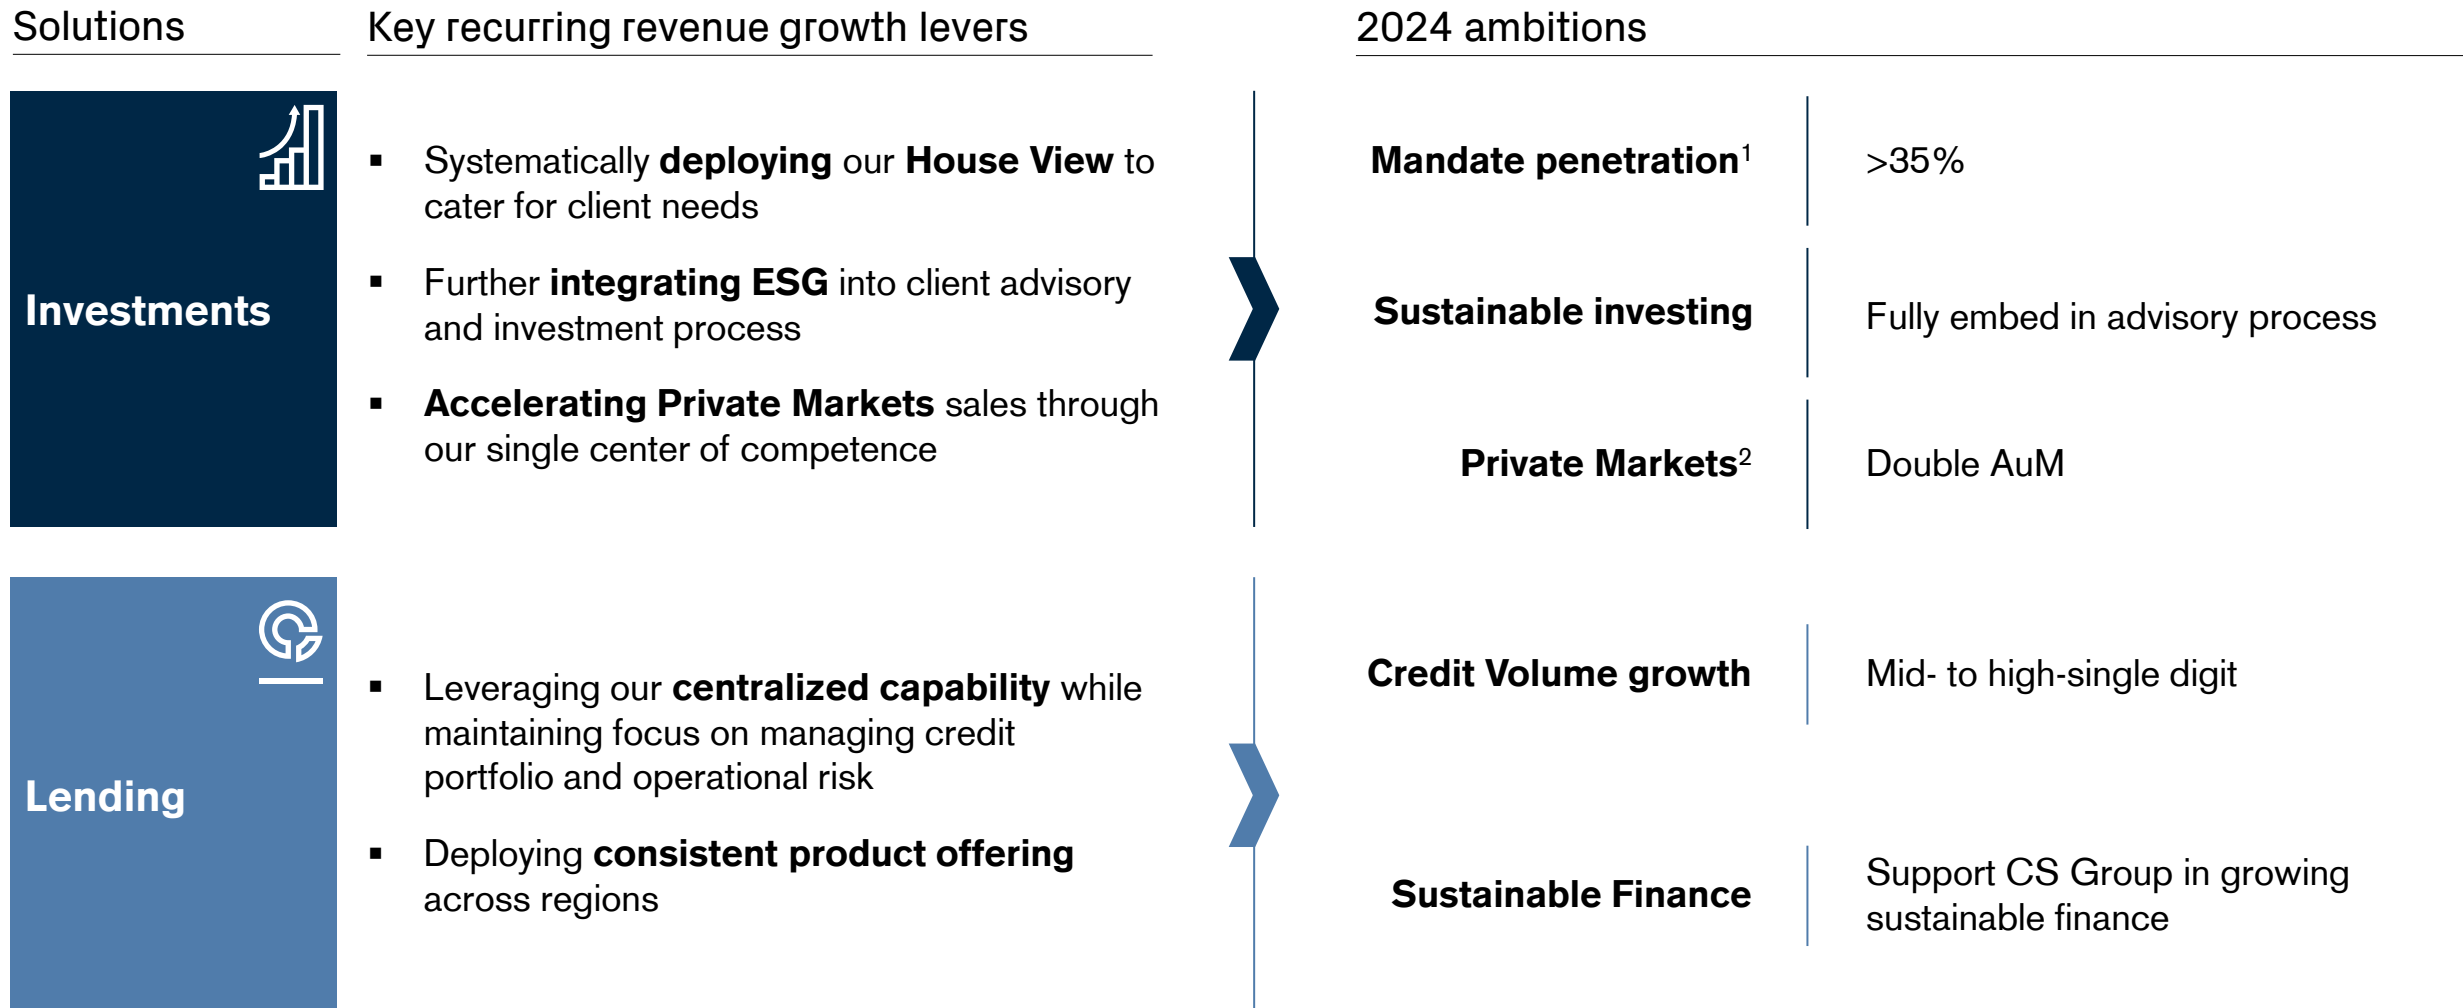 Solutions
Key recurring revenue growth levers
2024 ambitions
Investments
▪ Systematically deploying our House View to
cater for client needs
▪ Further integrating ESG into client advisory
and investment process
▪ Accelerating Private Markets sales through
our single center of competence
Mandate penetration¹
>35%
Sustainable investing
Fully embed in advisory process
Private Markets²
Double AuM
Lending
▪ Leveraging our centralized capability while
maintaining focus on managing credit
portfolio and operational risk
▪ Deploying consistent product offering
across regions
Credit Volume growth
Mid- to high-single digit
Sustainable Finance
Support CS Group in growing
sustainable finance